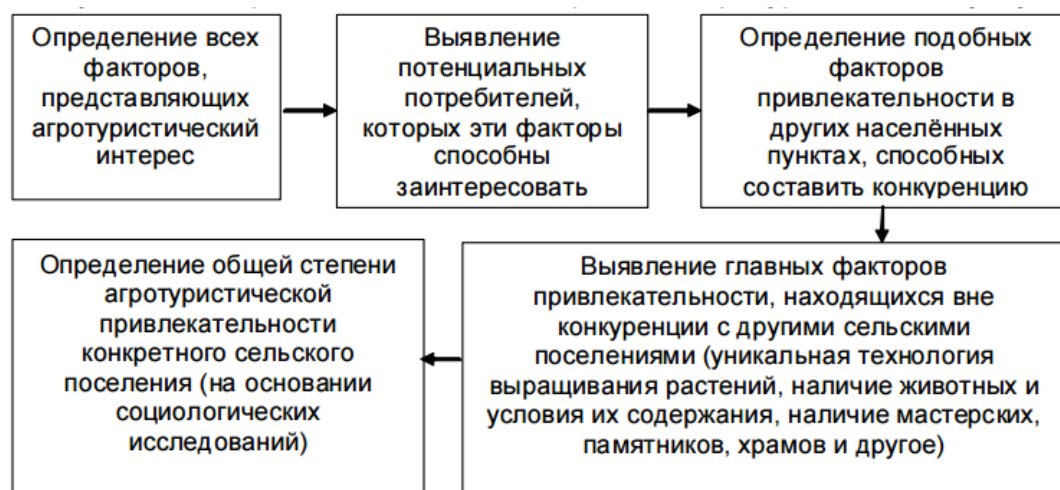 Определение всех
факторов,
представляющих
агротуристический
интерес
Выявление
потенциальных
потребителей,
которых эти факторы
способны
заинтересовать
Определение подобных
факторов
привлекательности в
других населённых
пунктах, способных
составить конкуренцию
Выявление главных факторов
привлекательности, находящихся вне
конкуренции с другими сельскими
поселениями (уникальная технология
выращивания растений, наличие животных и
условия их содержания, наличие мастерских,
памятников, храмов и другое)
Определение общей степени
агротуристической
привлекательности
конкретного сельского
поселения (на основании
социологических
исследований)